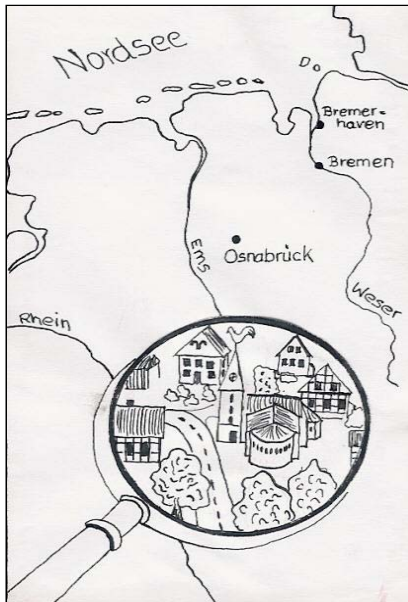 Nordsee
Bremer=
haven
Bremen
Ems
Osnabrück
Weser
Rhein